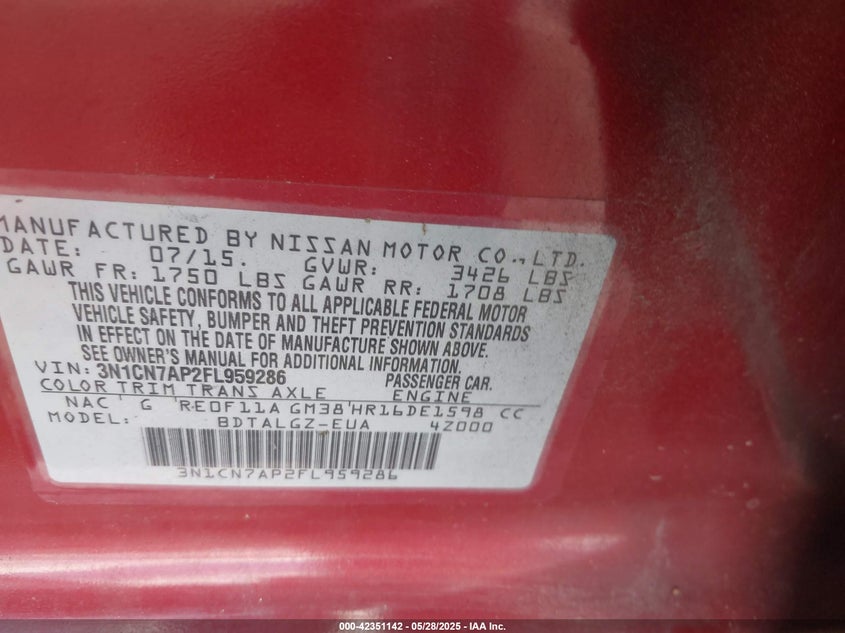 MANUFACTURED BY NISSAN MOTOR CO.,LTD.
DATE: 07/15. GVWR: 3426 LBS
GAWR FR: 1750 LBS GAWR RR: 1708 LBS
THIS VEHICLE CONFORMS TO ALL APPLICABLE FEDERAL MOTOR
VEHICLE SAFETY, BUMPER AND THEFT PREVENTION STANDARDS
IN EFFECT ON THE DATE OF MANUFACTURE SHOWN ABOVE.
SEE OWNER'S MANUAL FOR ADDITIONAL INFORMATION.
VIN: 3N1CN7AP2FL959286 PASSENGER CAR.
COLOR TRIM TRANS AXLE ENGINE
NAC G RE0F11A GM38 HR16DE1598 CC
MODEL: BDTALGZ-EUA 4Z000
3N1CN7AP2FL959286
000-42351142 | 05/28/2025 - IAA Inc.